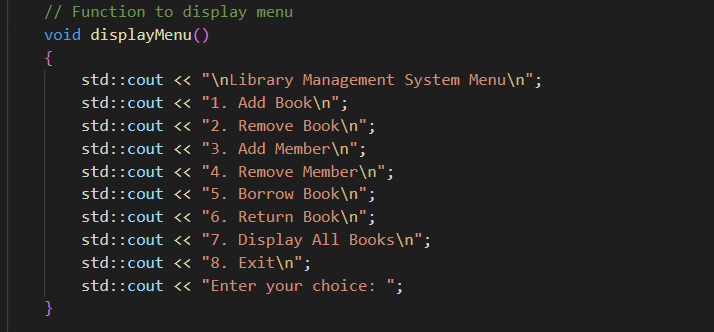 // Function to display menu
void displayMenu()
{
    std::cout << "\nLibrary Management System Menu\n";
    std::cout << "1. Add Book\n";
    std::cout << "2. Remove Book\n";
    std::cout << "3. Add Member\n";
    std::cout << "4. Remove Member\n";
    std::cout << "5. Borrow Book\n";
    std::cout << "6. Return Book\n";
    std::cout << "7. Display All Books\n";
    std::cout << "8. Exit\n";
    std::cout << "Enter your choice: ";
}